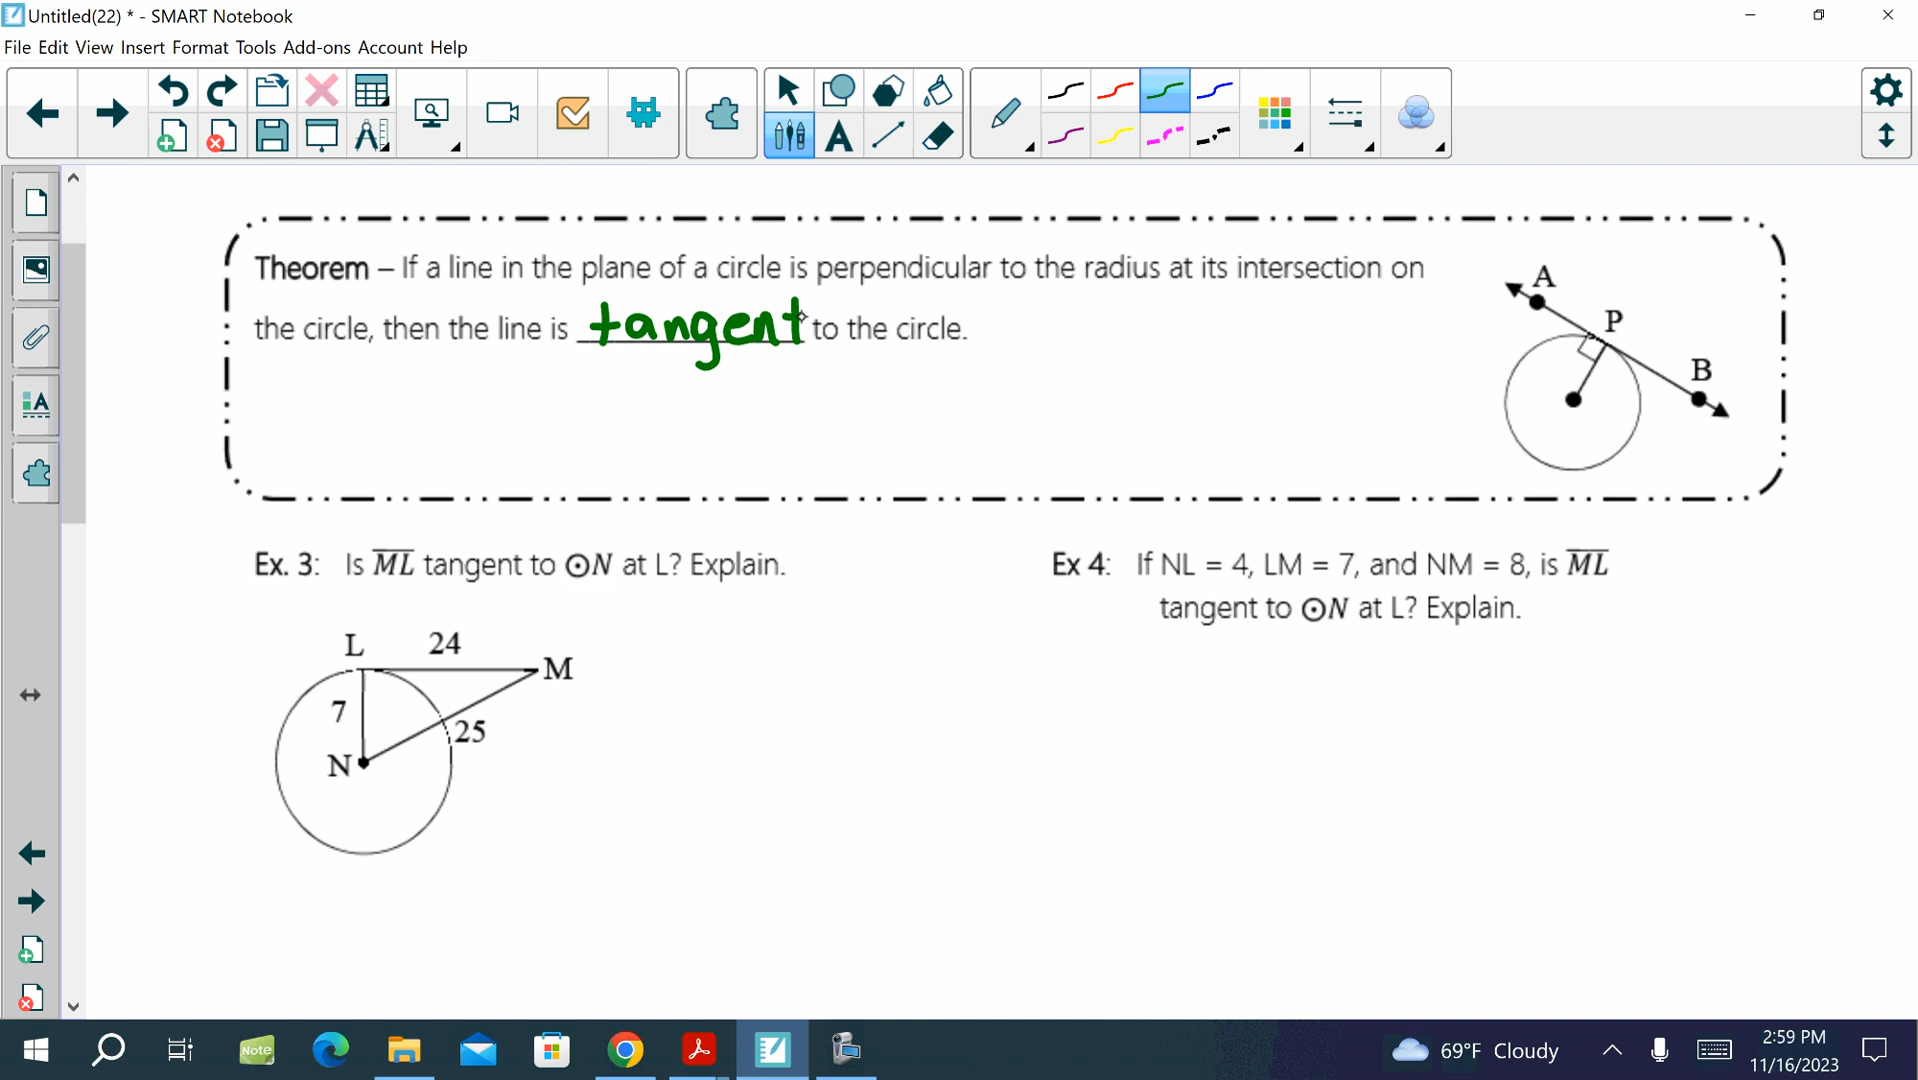 Untitled(22) * - SMART Notebook
File Edit View Insert Format Tools Add-ons Account Help
Theorem – If a line in the plane of a circle is perpendicular to the radius at its intersection on
the circle, then the line is tangent to the circle.
A
P
B
Ex. 3: Is M̅L̅ tangent to ⊙N at L? Explain.
L 24
M
7
25
N
Ex 4: If NL = 4, LM = 7, and NM = 8, is M̅L̅
tangent to ⊙N at L? Explain.
Note
69°F Cloudy
2:59 PM
11/16/2023